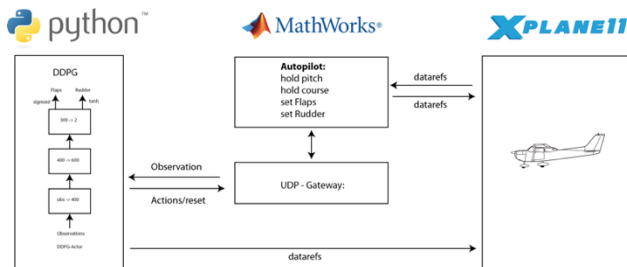 python™
MathWorks®
XPLANE11
DDPG
Flaps
Rudder
sigmoid
tanh
300 -> 2
400 -> 600
obs -> 400
Observations
DDPG-Actor
Autopilot:
hold pitch
hold course
set Flaps
set Rudder
datarefs
datarefs
Observation
Actions/reset
UDP - Gateway:
datarefs